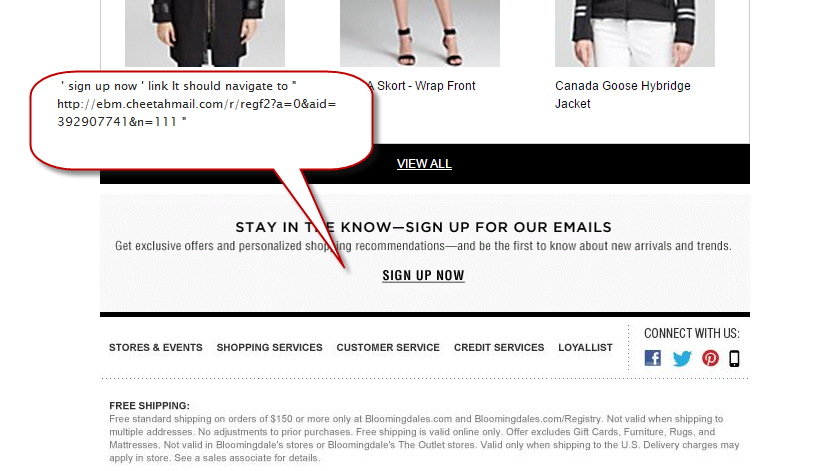 ' sign up now ' link It should navigate to "
http://ebm.cheetahmail.com/r/regf2?a=0&aid=
392907741&n=111 "
A Skort - Wrap Front
Canada Goose Hybridge
Jacket
VIEW ALL
STAY IN THE KNOW—SIGN UP FOR OUR EMAILS
Get exclusive offers and personalized shopping recommendations—and be the first to know about new arrivals and trends.
SIGN UP NOW
STORES & EVENTS SHOPPING SERVICES CUSTOMER SERVICE CREDIT SERVICES LOYALLIST
CONNECT WITH US:
FREE SHIPPING:
Free standard shipping on orders of $150 or more only at Bloomingdales.com and Bloomingdales.com/Registry. Not valid when shipping to
multiple addresses. No adjustments to prior purchases. Free shipping is valid online only. Offer excludes Gift Cards, Furniture, Rugs, and
Mattresses. Not valid in Bloomingdale's stores or Bloomingdale's The Outlet stores. Valid only when shipping to the U.S. Delivery charges may
apply in store. See a sales associate for details.